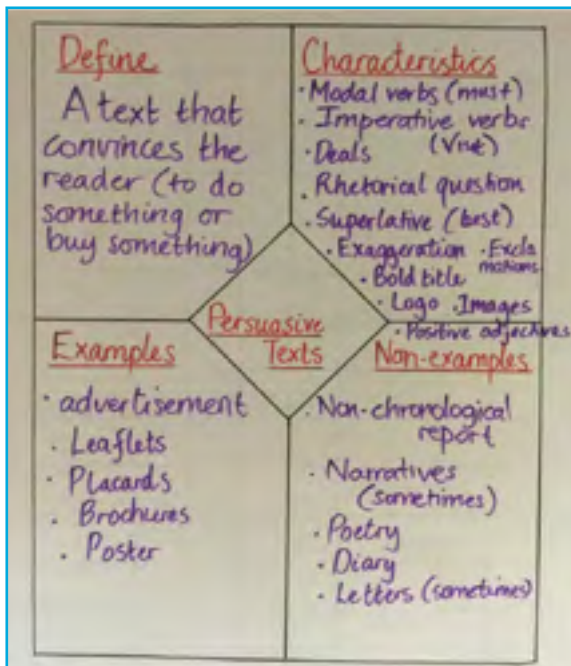 Define
A text that
convinces the
reader (to do
something or
buy something)
Characteristics
· Modal verbs (must)
· Imperative verbs
· Deals
Rhetorical question
· Superlative (best)
· Exaggeration · Excla
mations
· Bold title
· Logo . Images
· Positive adjectives
Persuasive
Texts
Examples
· advertisement
· Leaflets
· Placards
· Brochures
· Poster
Non-examples
· Non-chronological
report
· Narratives
(sometimes)
· Poetry
· Diary
· Letters (sometimes)